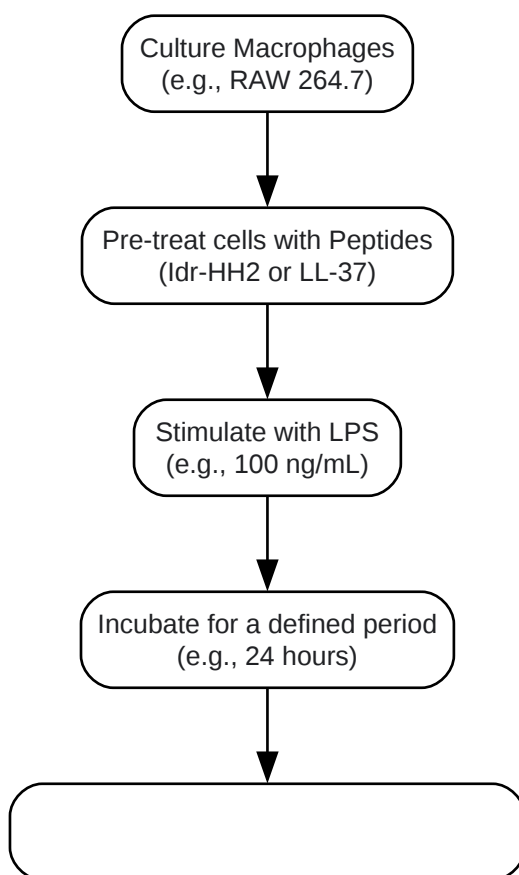 Culture Macrophages
(e.g., RAW 264.7)
Pre-treat cells with Peptides
(Idr-HH2 or LL-37)
Stimulate with LPS
(e.g., 100 ng/mL)
Incubate for a defined period
(e.g., 24 hours)